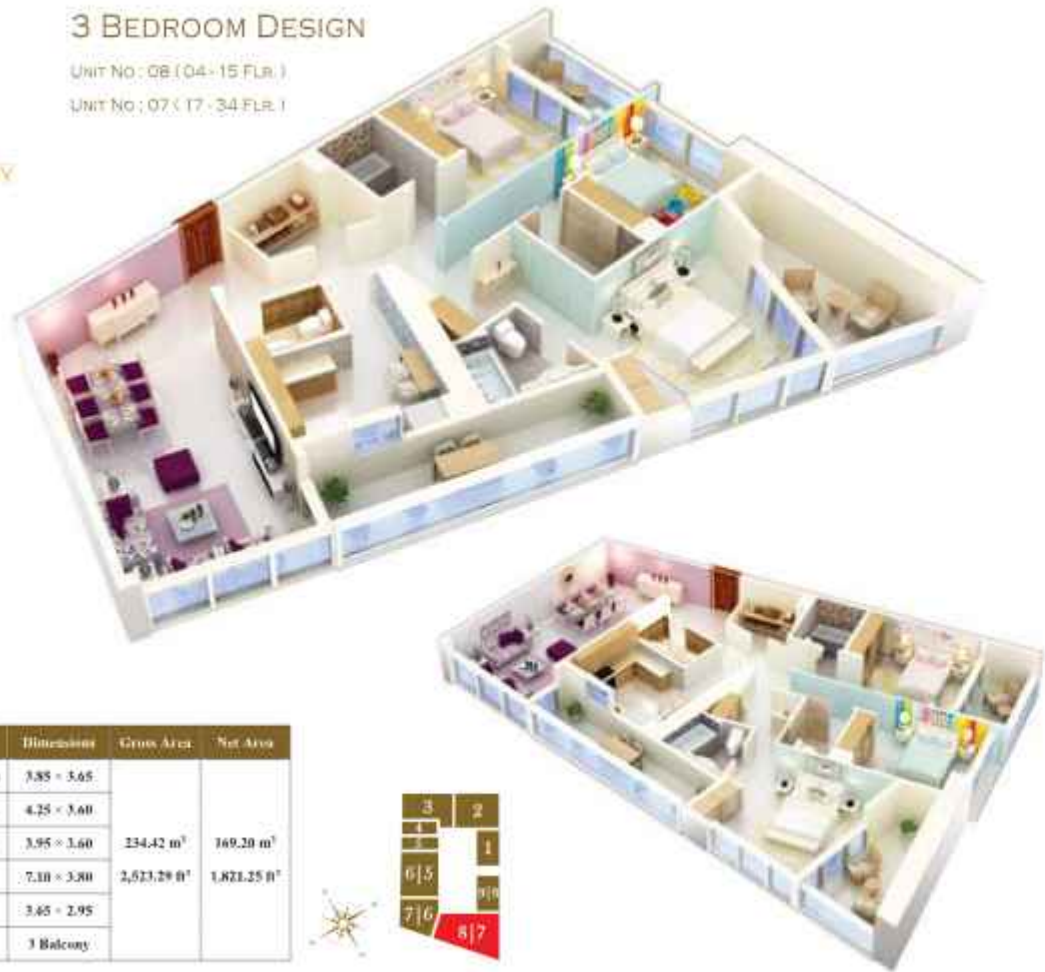 3 BEDROOM DESIGN
UNIT NO : 08 ( 04 - 15 FLR. )
UNIT NO : 07 ( 17 - 34 FLR. )
Y
Dimensions Gross Area Net Area
3.85 × 3.65
4.25 × 3.60
3.95 × 3.60 234.42 m² 169.20 m²
7.10 × 3.80 2,523.29 ft² 1,821.25 ft²
3.65 × 2.95
3 Balcony
3 2
4
1
6|5
7|6
8|7